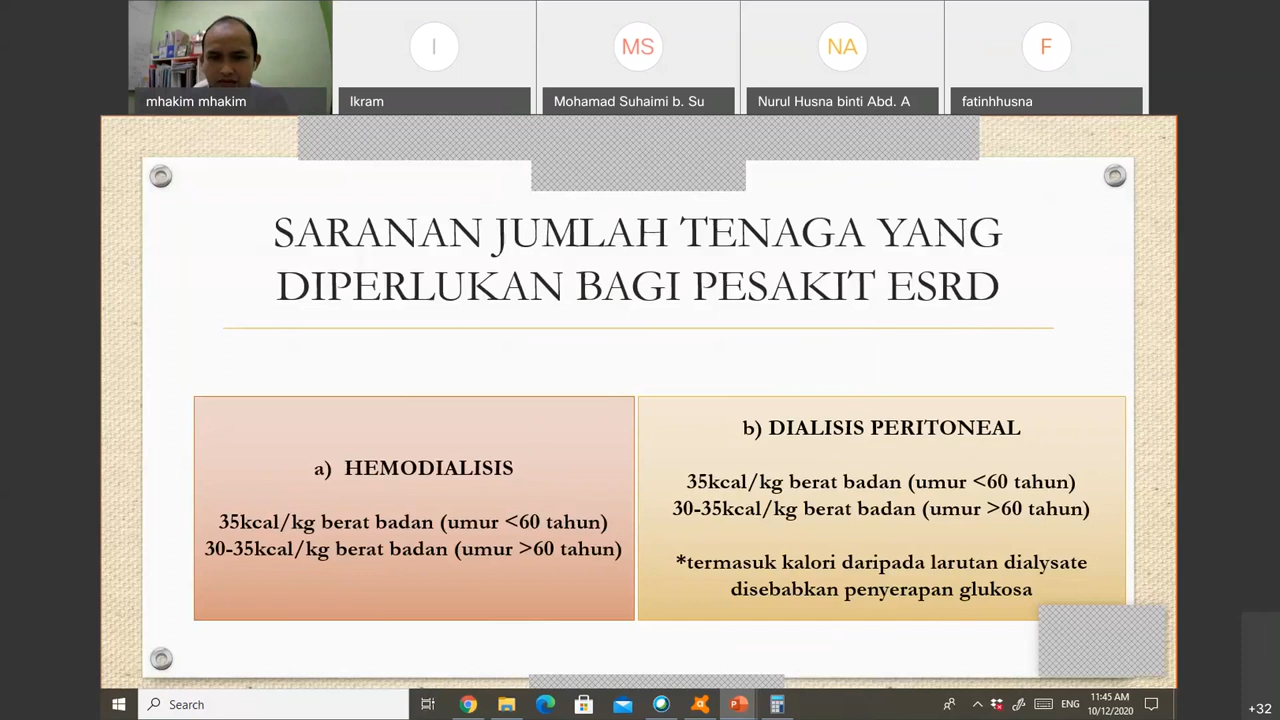 I
MS
NA
F
mhakim mhakim
Ikram
Mohamad Suhaimi b. Su
Nurul Husna binti Abd. A
fatinhhusna
SARANAN JUMLAH TENAGA YANG
DIPERLUKAN BAGI PESAKIT ESRD
a) HEMODIALISIS
35kcal/kg berat badan (umur <60 tahun)
30-35kcal/kg berat badan (umur >60 tahun)
b) DIALISIS PERITONEAL
35kcal/kg berat badan (umur <60 tahun)
30-35kcal/kg berat badan (umur >60 tahun)
*termasuk kalori daripada larutan dialysate
disebabkan penyerapan glukosa
Search
ENG
11:45 AM
10/12/2020
+32